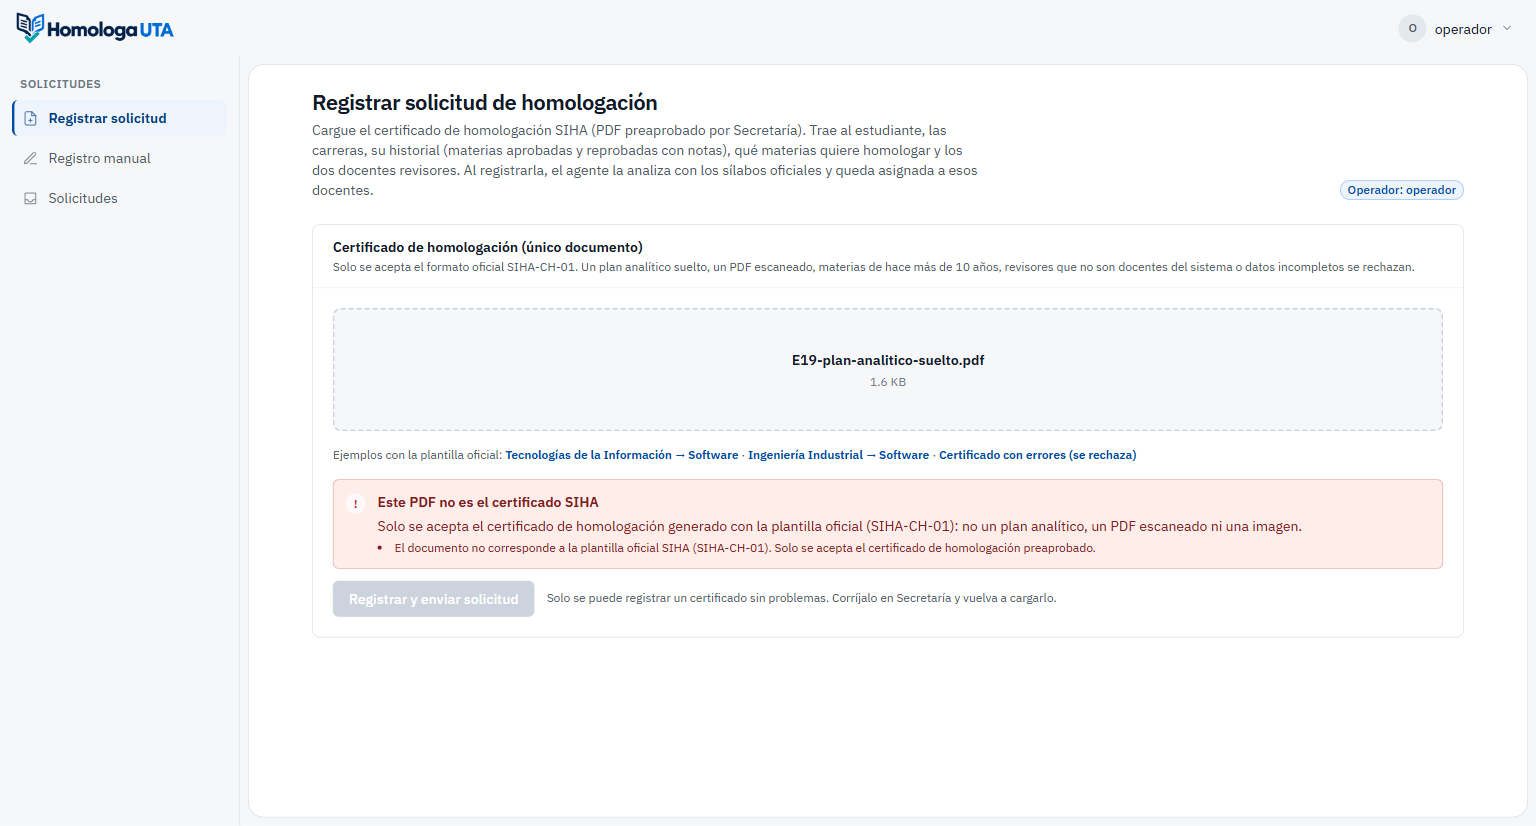 Homologa UTA
O operador
SOLICITUDES
Registrar solicitud
Registro manual
Solicitudes
Registrar solicitud de homologación
Cargue el certificado de homologación SIHA (PDF preaprobado por Secretaría). Trae al estudiante, las
carreras, su historial (materias aprobadas y reprobadas con notas), qué materias quiere homologar y los
dos docentes revisores. Al registrarla, el agente la analiza con los sílabos oficiales y queda asignada a esos
docentes.
Operador: operador
Certificado de homologación (único documento)
Solo se acepta el formato oficial SIHA-CH-01. Un plan analítico suelto, un PDF escaneado, materias de hace más de 10 años, revisores que no son docentes del sistema o datos incompletos se rechazan.
E19-plan-analitico-suelto.pdf
1.6 KB
Ejemplos con la plantilla oficial: Tecnologías de la Información → Software · Ingeniería Industrial → Software · Certificado con errores (se rechaza)
! Este PDF no es el certificado SIHA
Solo se acepta el certificado de homologación generado con la plantilla oficial (SIHA-CH-01): no un plan analítico, un PDF escaneado ni una imagen.
• El documento no corresponde a la plantilla oficial SIHA (SIHA-CH-01). Solo se acepta el certificado de homologación preaprobado.
Registrar y enviar solicitud Solo se puede registrar un certificado sin problemas. Corríjalo en Secretaría y vuelva a cargarlo.